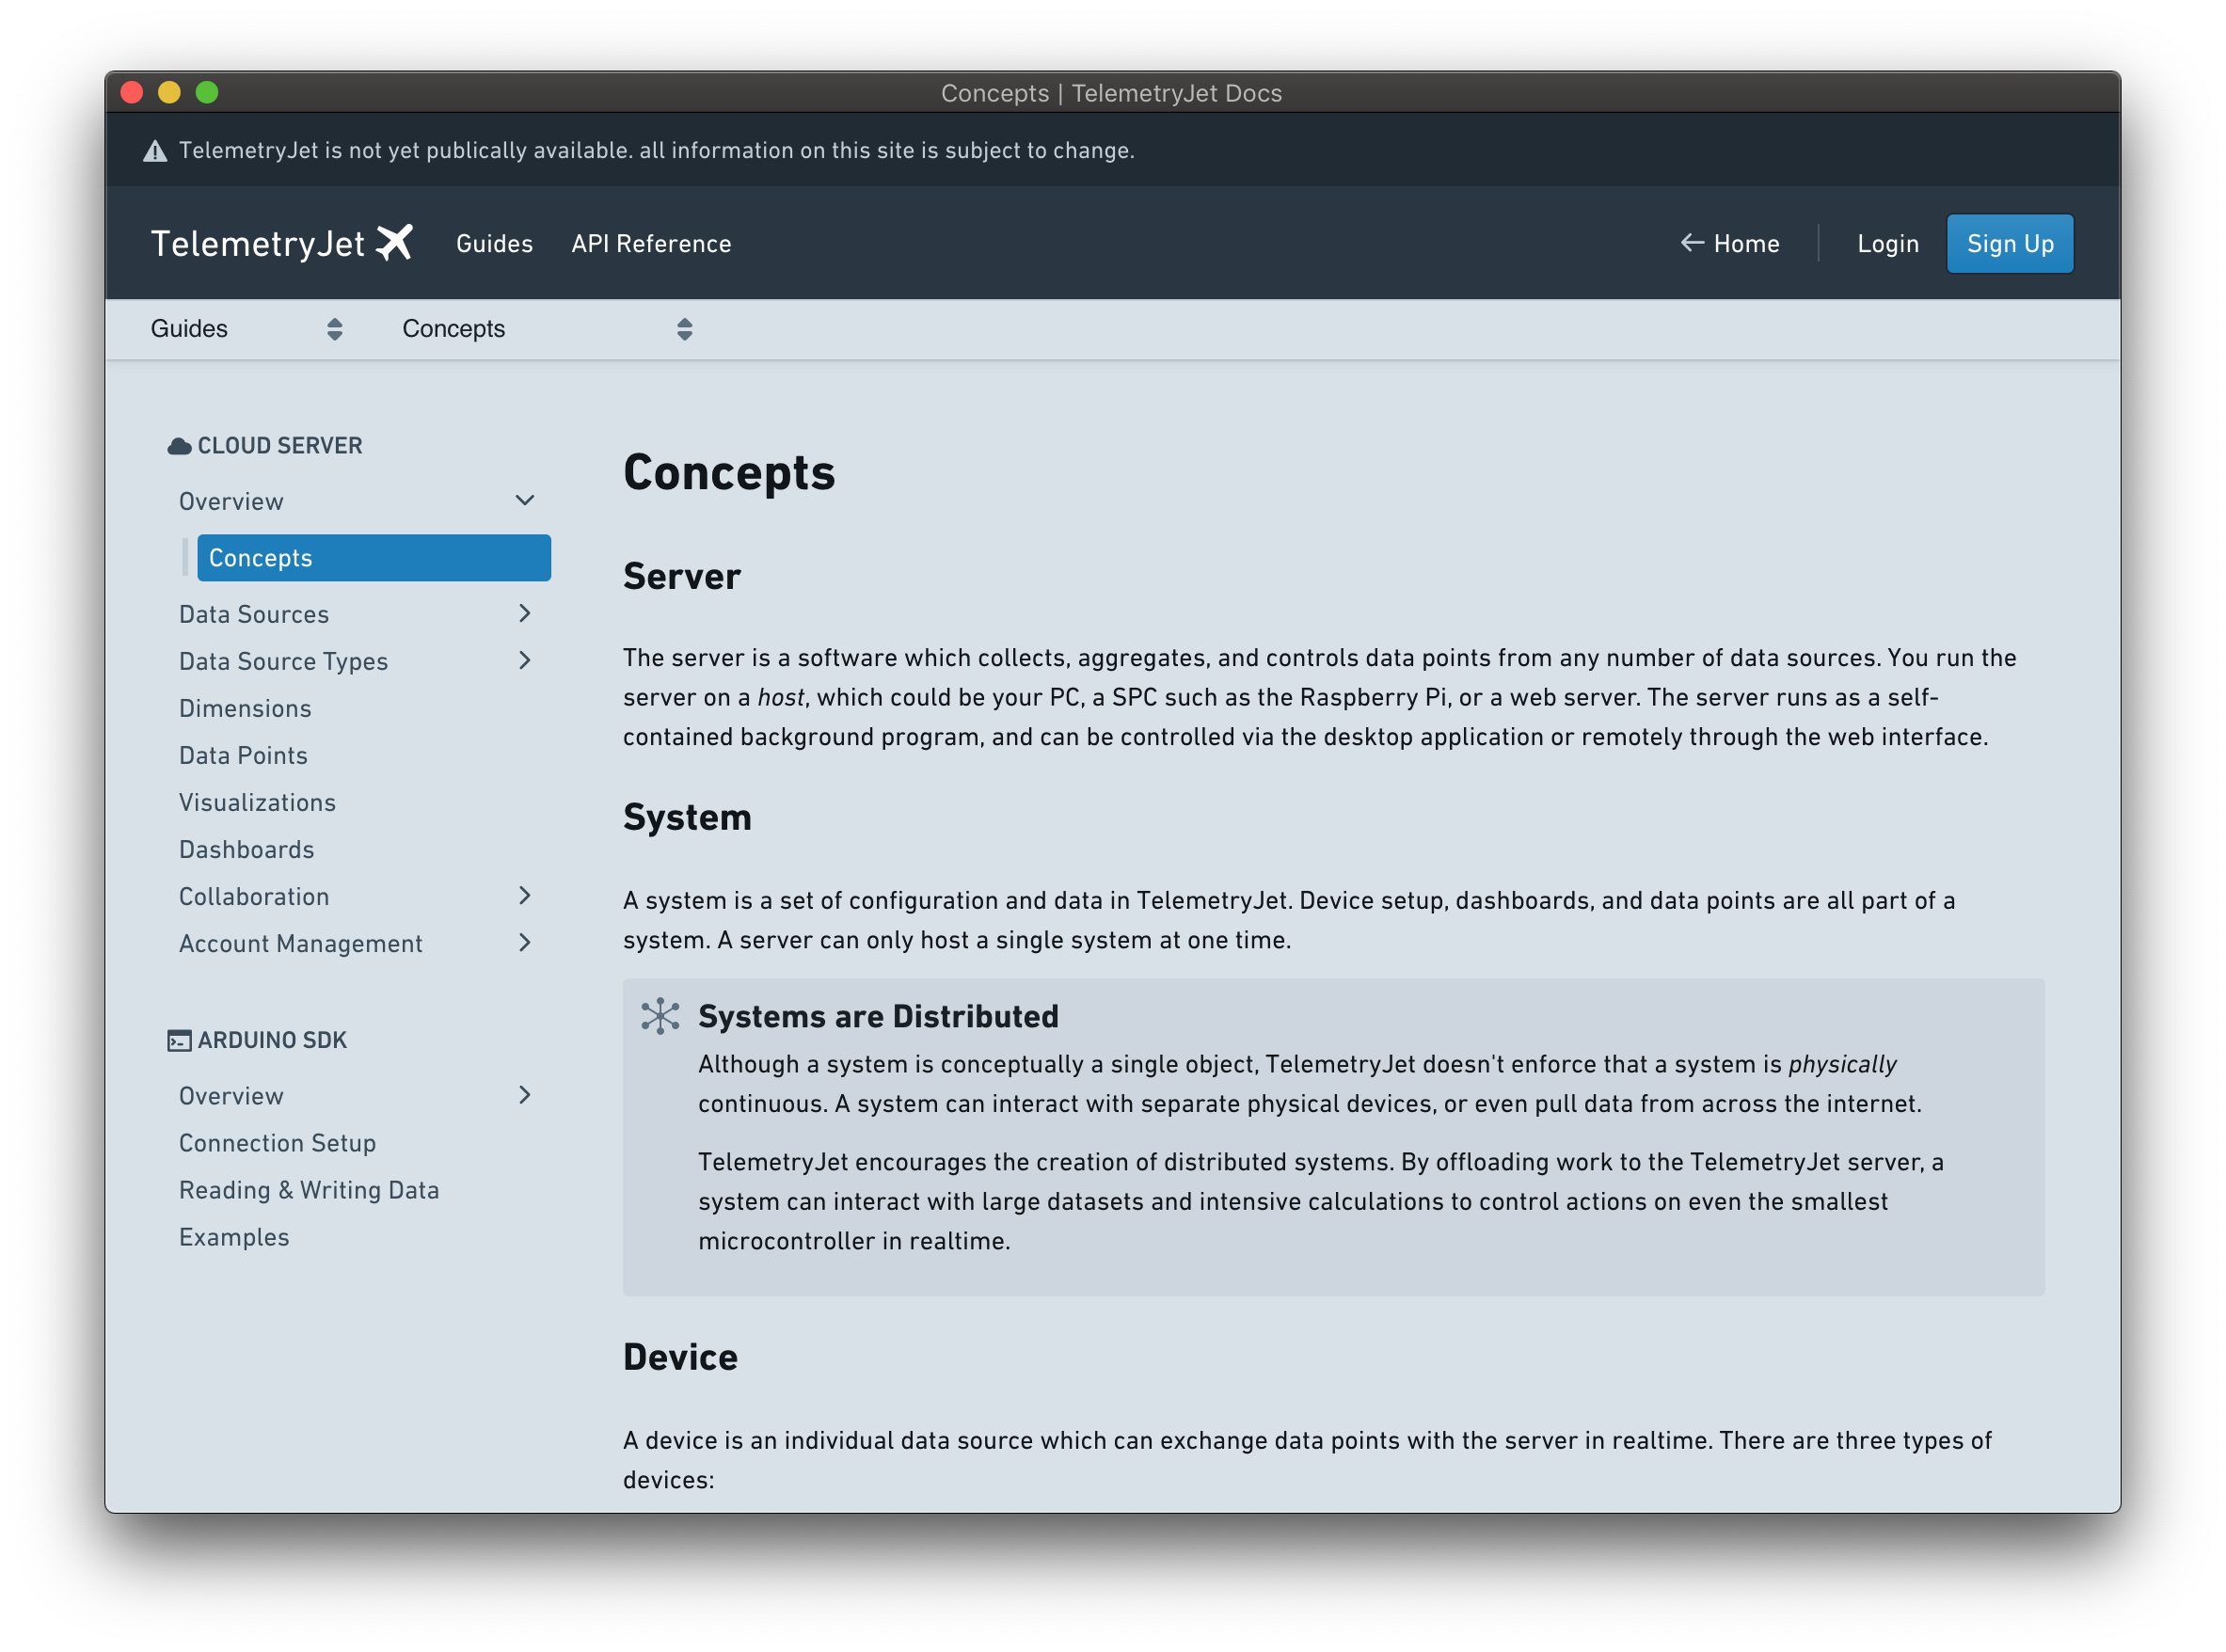 Concepts | TelemetryJet Docs
TelemetryJet is not yet publically available. all information on this site is subject to change.
TelemetryJet Guides API Reference Home Login Sign Up
Guides Concepts
CLOUD SERVER
Overview
Concepts
Data Sources
Data Source Types
Dimensions
Data Points
Visualizations
Dashboards
Collaboration
Account Management
ARDUINO SDK
Overview
Connection Setup
Reading & Writing Data
Examples
Concepts
Server
The server is a software which collects, aggregates, and controls data points from any number of data sources. You run the
server on a host, which could be your PC, a SPC such as the Raspberry Pi, or a web server. The server runs as a self-
contained background program, and can be controlled via the desktop application or remotely through the web interface.
System
A system is a set of configuration and data in TelemetryJet. Device setup, dashboards, and data points are all part of a
system. A server can only host a single system at one time.
Systems are Distributed
Although a system is conceptually a single object, TelemetryJet doesn't enforce that a system is physically
continuous. A system can interact with separate physical devices, or even pull data from across the internet.
TelemetryJet encourages the creation of distributed systems. By offloading work to the TelemetryJet server, a
system can interact with large datasets and intensive calculations to control actions on even the smallest
microcontroller in realtime.
Device
A device is an individual data source which can exchange data points with the server in realtime. There are three types of
devices: